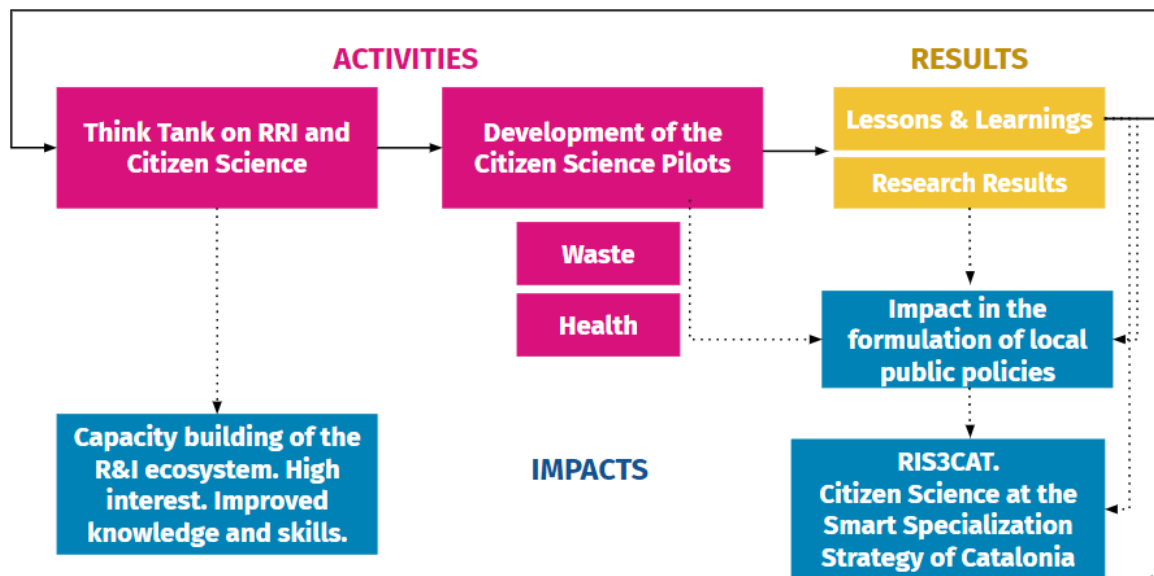 ACTIVITIES
RESULTS
Think Tank on RRI and
Citizen Science
Development of the
Citizen Science Pilots
Lessons & Learnings
Research Results
Waste
Health
Impact in the
formulation of local
public policies
Capacity building of the
R&I ecosystem. High
interest. Improved
knowledge and skills.
IMPACTS
RIS3CAT.
Citizen Science at the
Smart Specialization
Strategy of Catalonia